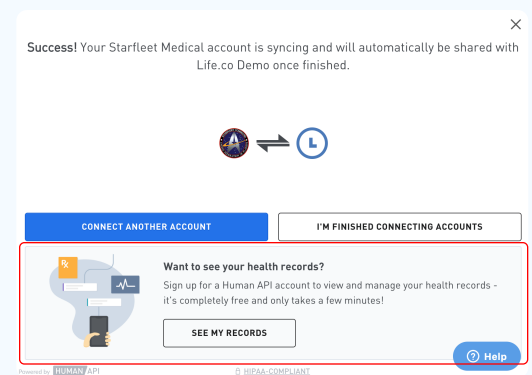 Success! Your Starfleet Medical account is syncing and will automatically be shared with
Life.co Demo once finished.
L
CONNECT ANOTHER ACCOUNT
I'M FINISHED CONNECTING ACCOUNTS
Rx
Want to see your health records?
Sign up for a Human API account to view and manage your health records -
it's completely free and only takes a few minutes!
SEE MY RECORDS
? Help
Powered by HUMAN API
HIPAA-COMPLIANT